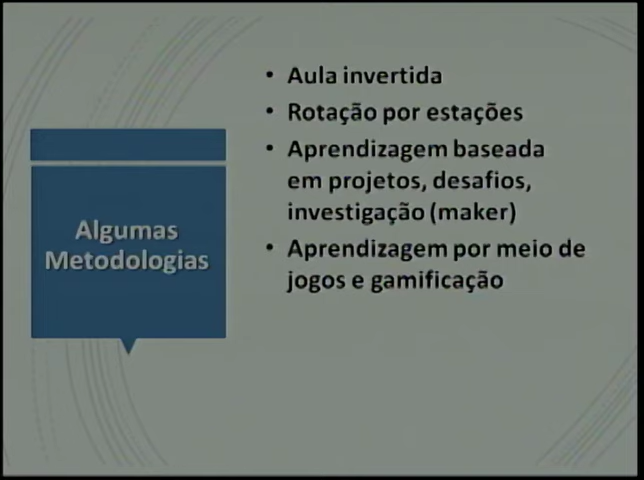 Algumas
Metodologias
• Aula invertida
• Rotação por estações
• Aprendizagem baseada
em projetos, desafios,
investigação (maker)
• Aprendizagem por meio de
jogos e gamificação